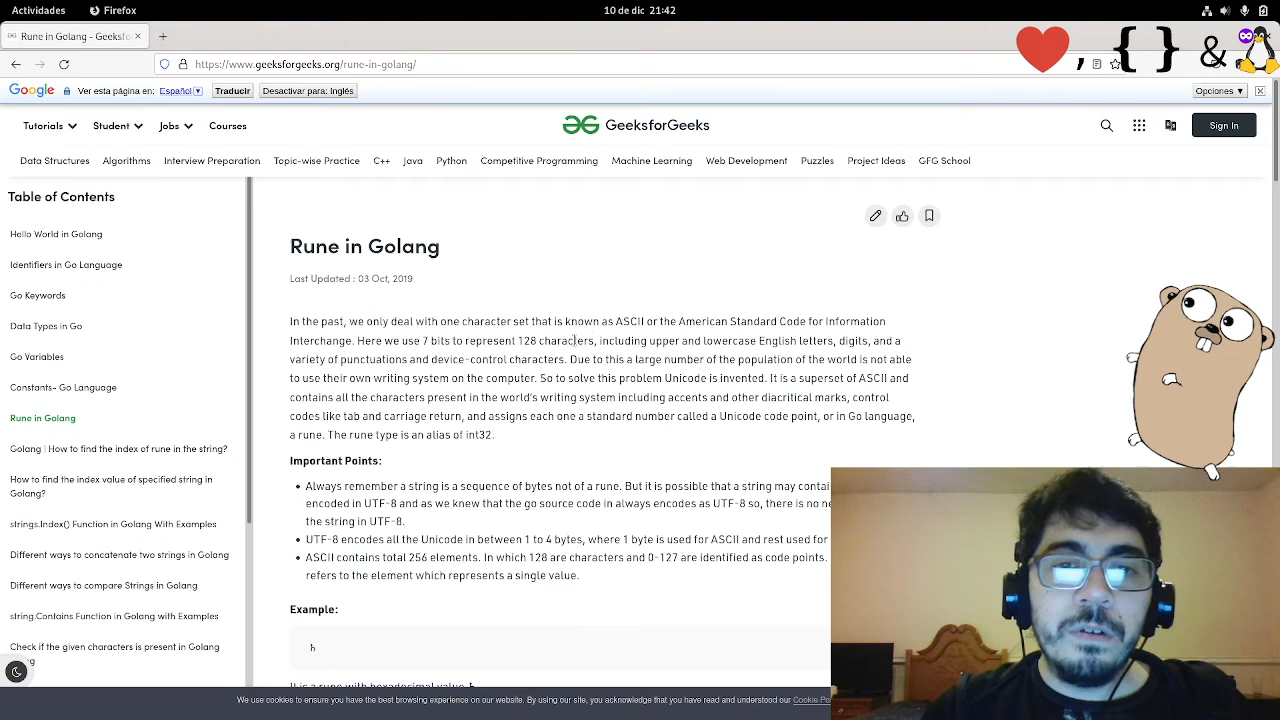 Actividades Firefox 10 de dic 21:42
Rune in Golang - Geeksfo
https://www.geeksforgeeks.org/rune-in-golang/
, { } &
Google Ver esta página en: Español Traducir Desactivar para: Inglés Opciones ▼
Tutorials Student Jobs Courses GeeksforGeeks Sign In
Data Structures Algorithms Interview Preparation Topic-wise Practice C++ Java Python Competitive Programming Machine Learning Web Development Puzzles Project Ideas GFG School
Table of Contents
Hello World in Golang
Identifiers in Go Language
Go Keywords
Data Types in Go
Go Variables
Constants- Go Language
Rune in Golang
Golang | How to find the index of rune in the string?
How to find the index value of specified string in
Golang?
strings.Index() Function in Golang With Examples
Different ways to concatenate two strings in Golang
Different ways to compare Strings in Golang
string.Contains Function in Golang with Examples
Check if the given characters is present in Golang
Rune in Golang
Last Updated : 03 Oct, 2019
In the past, we only deal with one character set that is known as ASCII or the American Standard Code for Information
Interchange. Here we use 7 bits to represent 128 characters, including upper and lowercase English letters, digits, and a
variety of punctuations and device-control characters. Due to this a large number of the population of the world is not able
to use their own writing system on the computer. So to solve this problem Unicode is invented. It is a superset of ASCII and
contains all the characters present in the world's writing system including accents and other diacritical marks, control
codes like tab and carriage return, and assigns each one a standard number called a Unicode code point, or in Go language,
a rune. The rune type is an alias of int32.
Important Points:
• Always remember a string is a sequence of bytes not of a rune. But it is possible that a string may contai
encoded in UTF-8 and as we knew that the go source code in always encodes as UTF-8 so, there is no ne
the string in UTF-8.
• UTF-8 encodes all the Unicode in between 1 to 4 bytes, where 1 byte is used for ASCII and rest used for
• ASCII contains total 256 elements. In which 128 are characters and 0-127 are identified as code points.
refers to the element which represents a single value.
Example:
h
It is a rune with hexadecimal value
We use cookies to ensure you have the best browsing experience on our website. By using our site, you acknowledge that you have read and understood our Cookie Pol